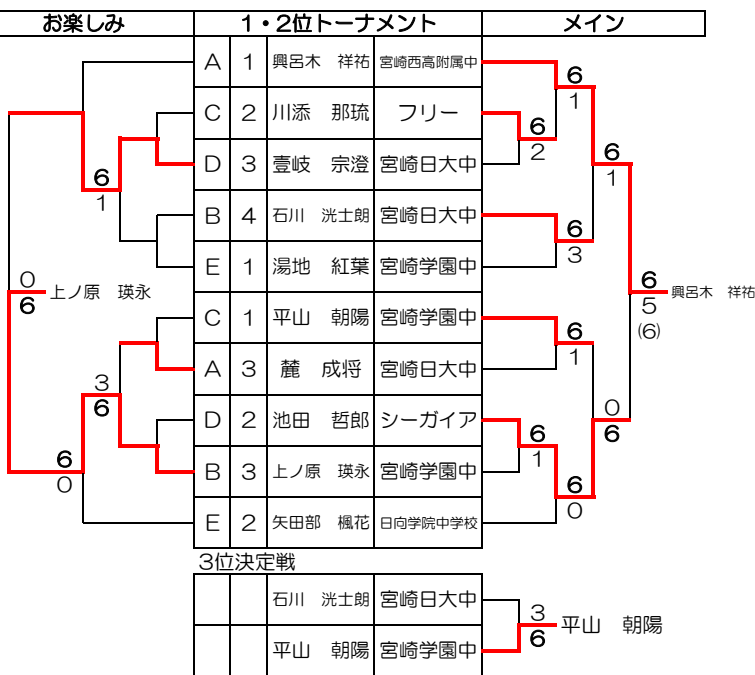 お楽しみ 1・2位トーナメント メイン
A 1 興呂木 祥祐 宮崎西高附属中
6
1
C 2 川添 那琉 フリー
6
2
D 3 壹岐 宗澄 宮崎日大中
6
1
6
1
B 4 石川 洸士朗 宮崎日大中
6
3
E 1 湯地 紅葉 宮崎学園中
0
6
上ノ原 瑛永
6
5
(6)
興呂木 祥祐
C 1 平山 朝陽 宮崎学園中
6
1
A 3 麓 成将 宮崎日大中
3
6
0
6
D 2 池田 哲郎 シーガイア
6
1
B 3 上ノ原 瑛永 宮崎学園中
6
0
6
0
E 2 矢田部 楓花 日向学院中学校
3位決定戦
石川 洸士朗 宮崎日大中
3
6
平山 朝陽
平山 朝陽 宮崎学園中